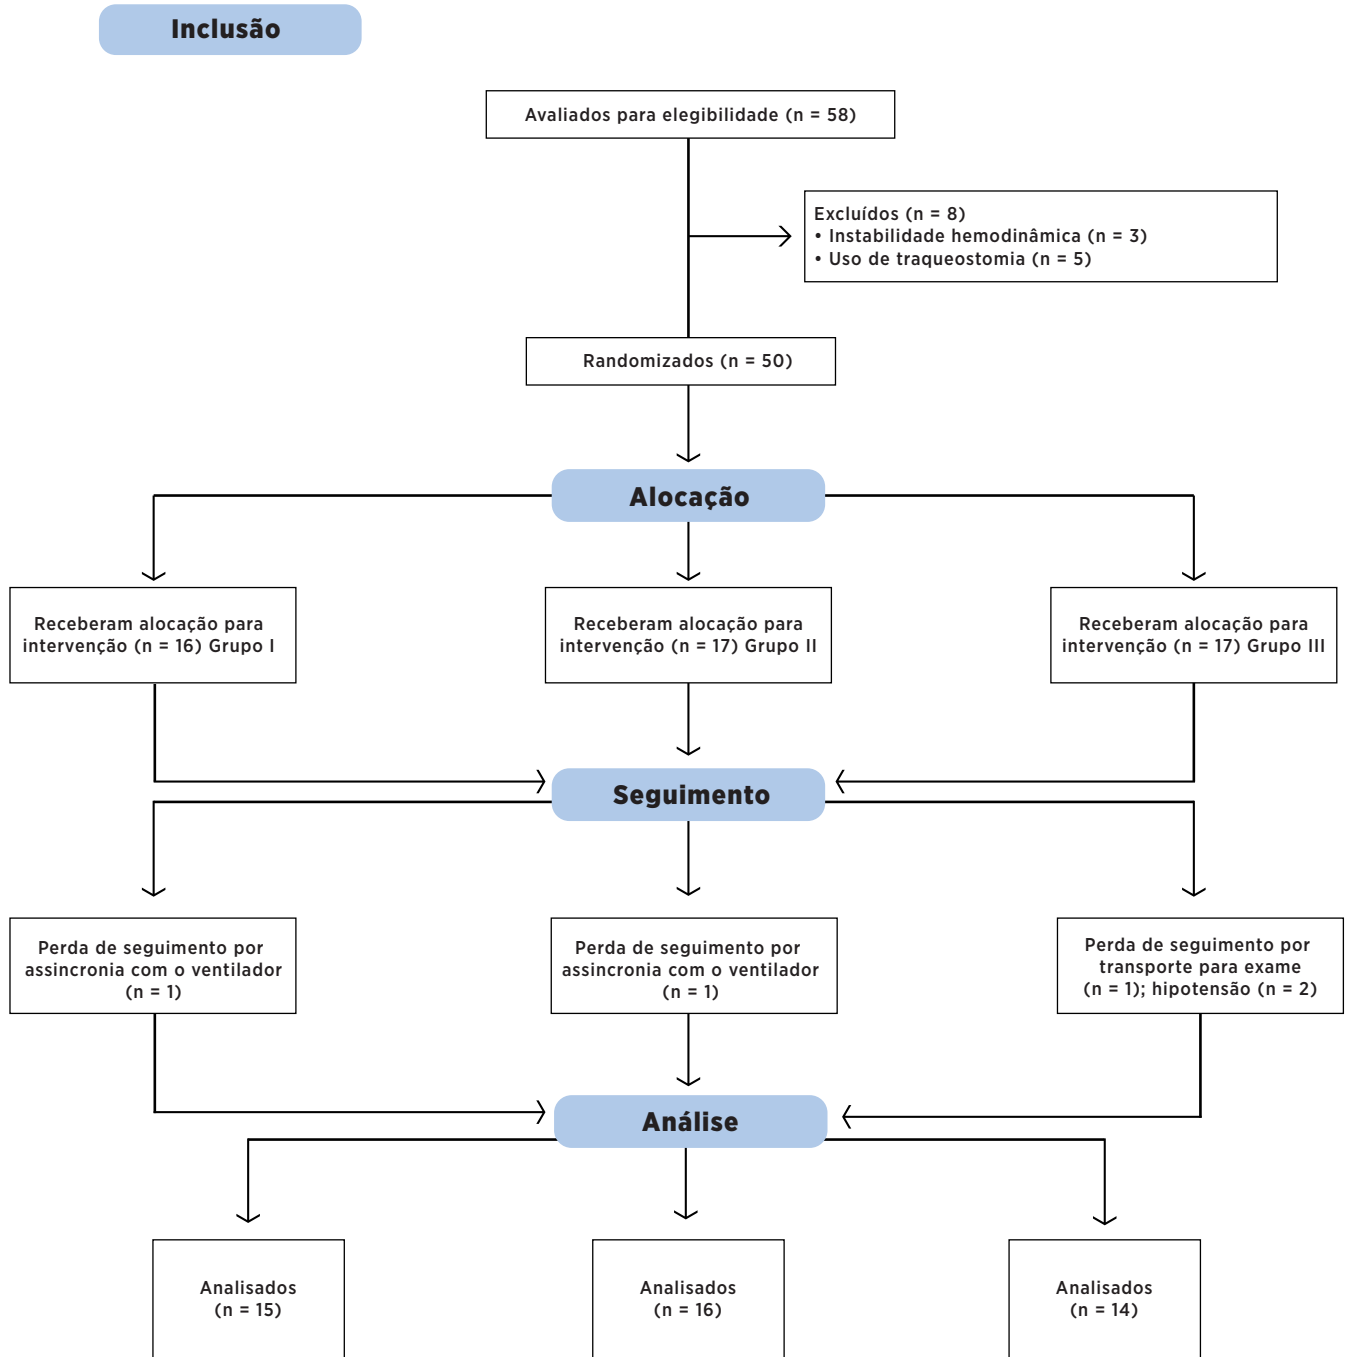 Inclusão
Avaliados para elegibilidade (n = 58)
Excluídos (n = 8)
• Instabilidade hemodinâmica (n = 3)
• Uso de traqueostomia (n = 5)
Randomizados (n = 50)
Alocação
Receberam alocação para
intervenção (n = 16) Grupo I
Receberam alocação para
intervenção (n = 17) Grupo II
Receberam alocação para
intervenção (n = 17) Grupo III
Seguimento
Perda de seguimento por
assincronia com o ventilador
(n = 1)
Perda de seguimento por
assincronia com o ventilador
(n = 1)
Perda de seguimento por
transporte para exame
(n = 1); hipotensão (n = 2)
Análise
Analisados
(n = 15)
Analisados
(n = 16)
Analisados
(n = 14)